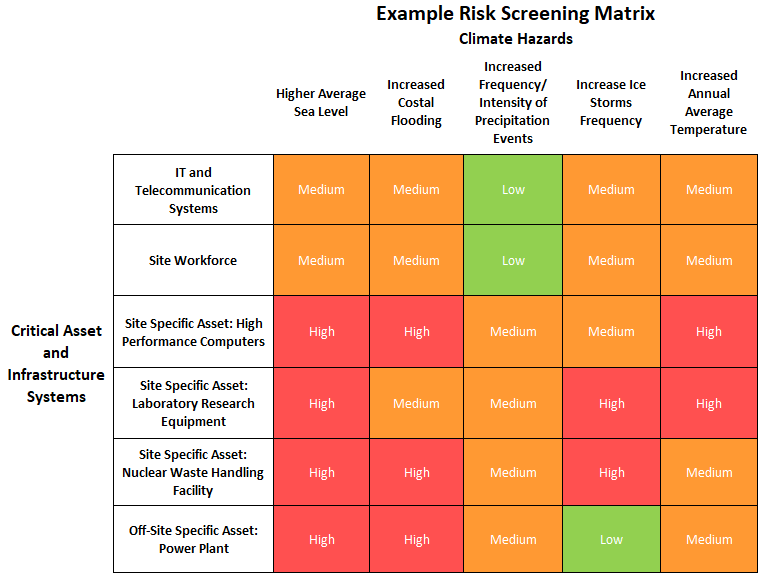 Example Risk Screening Matrix
Climate Hazards
Higher Average
Sea Level
Increased
Costal
Flooding
Increased
Frequency/
Intensity of
Precipitation
Events
Increase Ice
Storms
Frequency
Increased
Annual
Average
Temperature
Critical Asset
and
Infrastructure
Systems
IT and
Telecommunication
Systems
Medium
Medium
Low
Medium
Medium
Site Workforce
Medium
Medium
Low
Medium
Medium
Site Specific Asset: High
Performance Computers
High
High
Medium
Medium
High
Site Specific Asset:
Laboratory Research
Equipment
High
Medium
Medium
High
High
Site Specific Asset:
Nuclear Waste Handling
Facility
High
High
Medium
High
Medium
Off-Site Specific Asset:
Power Plant
High
High
Medium
Low
Medium